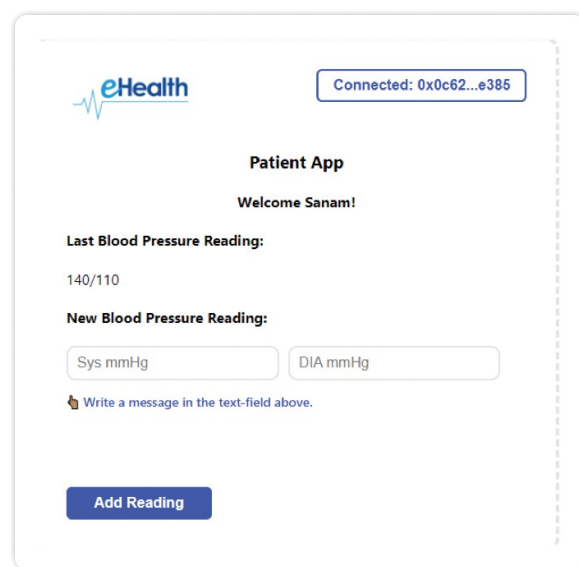 eHealth
Connected: 0x0c62...e385
Patient App
Welcome Sanam!
Last Blood Pressure Reading:
140/110
New Blood Pressure Reading:
Sys mmHg DIA mmHg
Write a message in the text-field above.
Add Reading